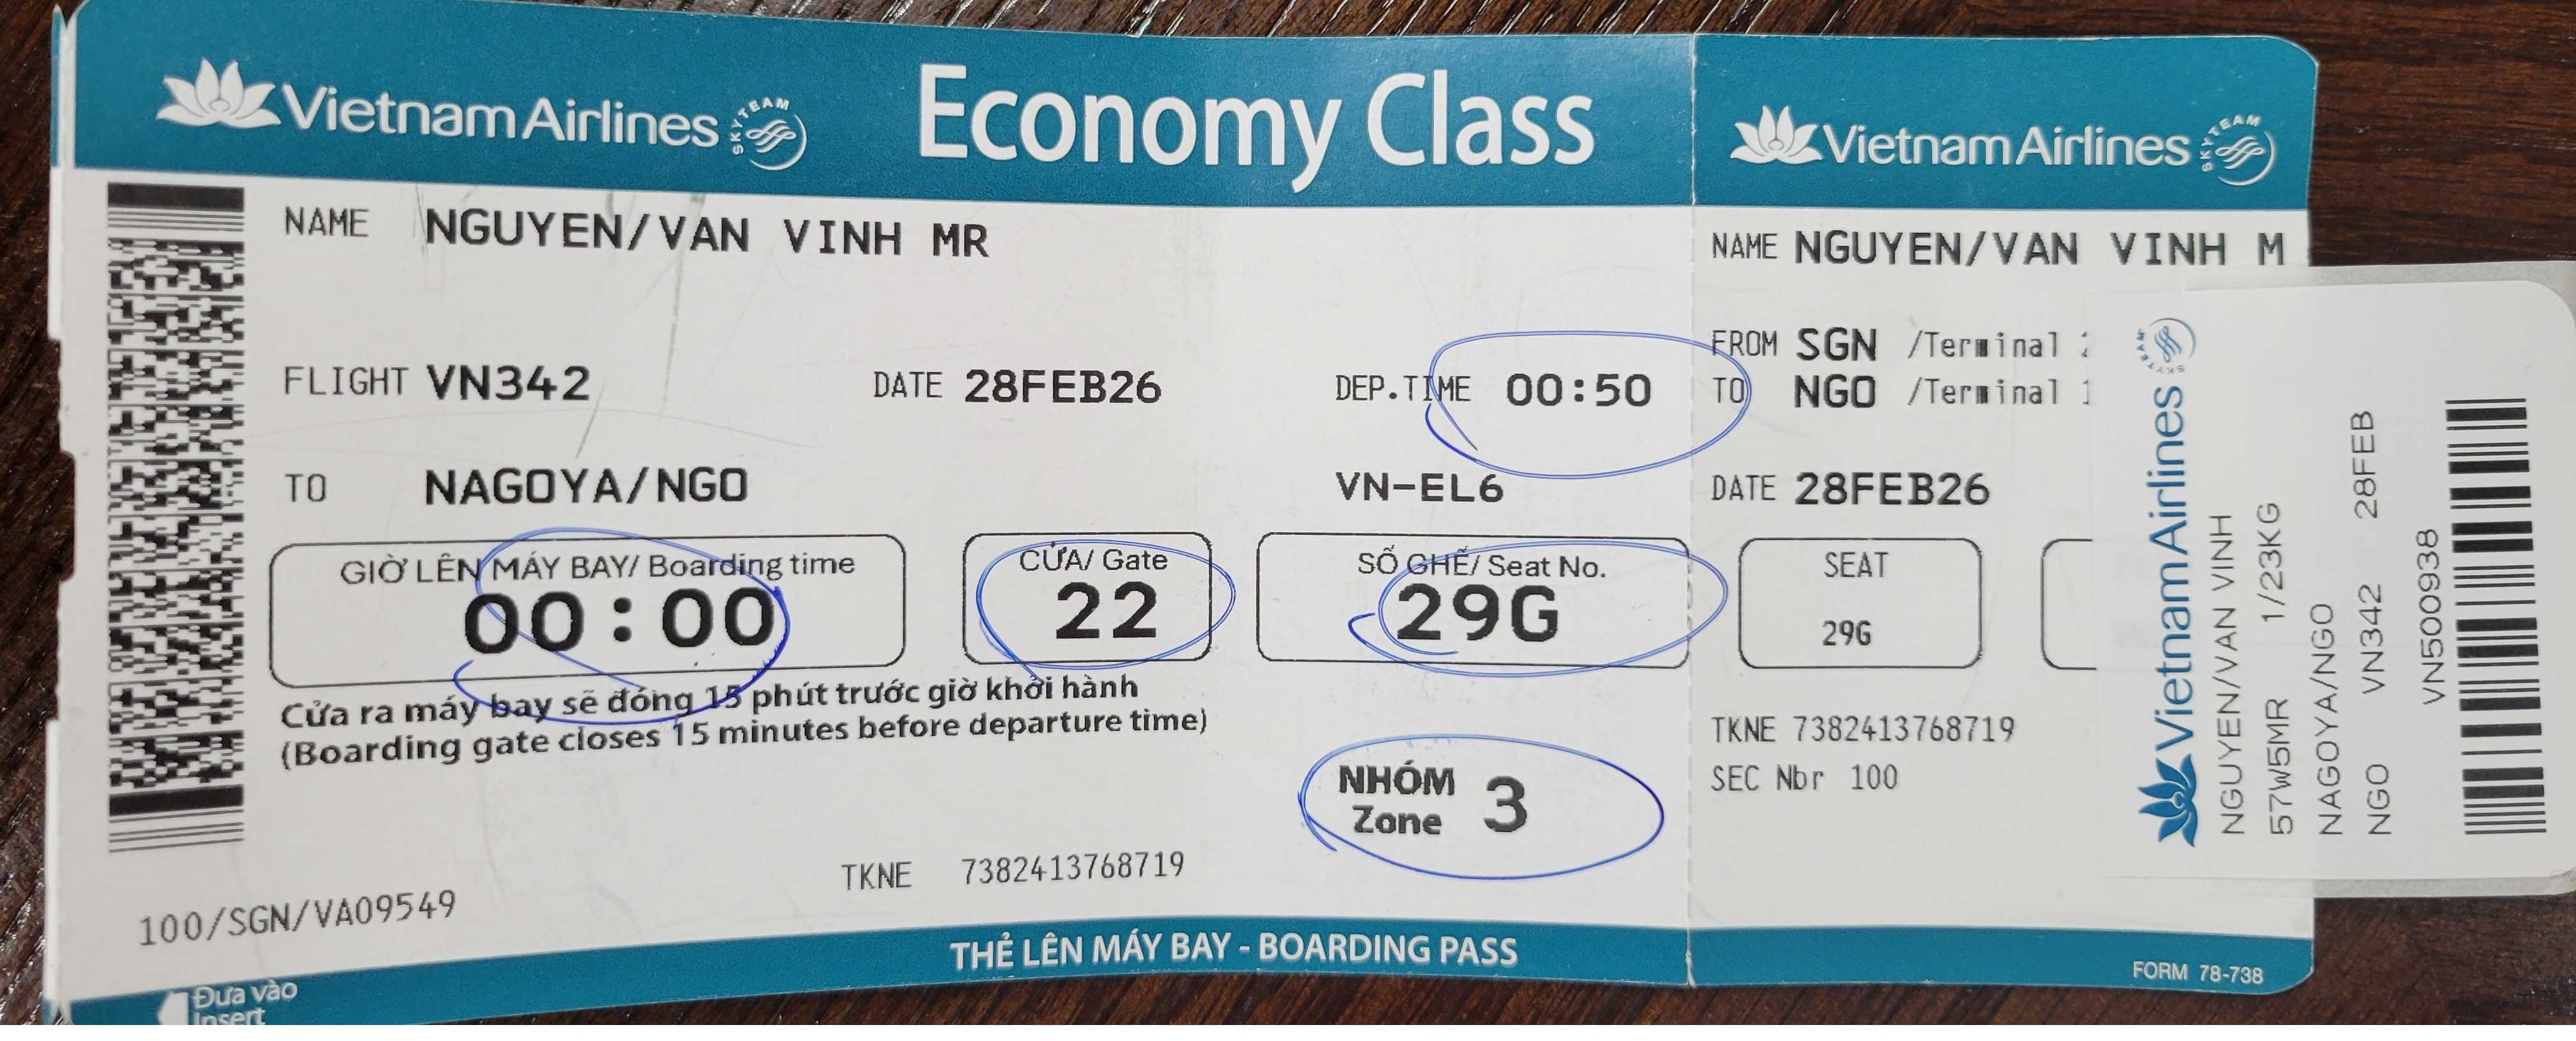 Vietnam Airlines SKYTEAM Economy Class
NAME NGUYEN/VAN VINH MR
FLIGHT VN342 DATE 28FEB26 DEP.TIME 00:50
TO NAGOYA/NGO VN-EL6
GIỜ LÊN MÁY BAY/ Boarding time CỬA/ Gate SỐ GHẾ/ Seat No.
00:00 22 29G
Cửa ra máy bay sẽ đóng 15 phút trước giờ khởi hành
(Boarding gate closes 15 minutes before departure time)
NHÓM
Zone 3
TKNE 7382413768719
100/SGN/VA09549
THẺ LÊN MÁY BAY - BOARDING PASS
Đưa vào
Insert
Vietnam Airlines SKYTEAM
NAME NGUYEN/VAN VINH M
FROM SGN /Terminal
TO NGO /Terminal 1
DATE 28FEB26
SEAT
29G
TKNE 7382413768719
SEC Nbr 100
FORM 78-738
Vietnam Airlines SKYTEAM
NGUYEN/VAN VINH
57W5MR 1/23KG
NAGOYA/NGO
NGO VN342 28FEB
VN500938